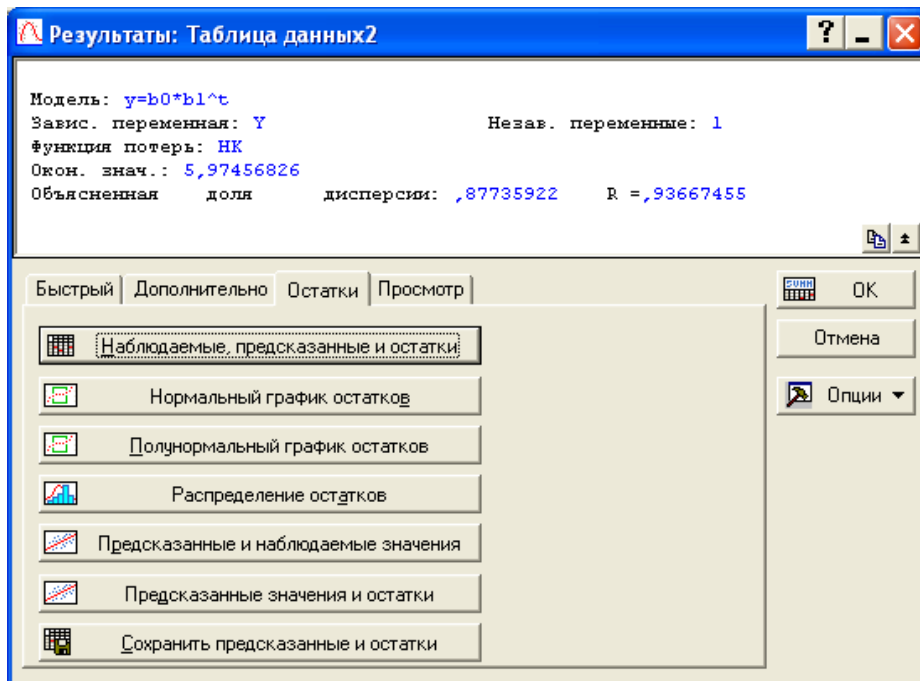 Результаты: Таблица данных2
Модель: y=b0*b1^t
Завис. переменная: Y Незав. переменные: 1
Функция потерь: НК
Окон. знач.: 5,97456826
Объясненная доля дисперсии: ,87735922 R =,93667455
Быстрый Дополнительно Остатки Просмотр
Наблюдаемые, предсказанные и остатки
Нормальный график остатков
Полунормальный график остатков
Распределение остатков
Предсказанные и наблюдаемые значения
Предсказанные значения и остатки
Сохранить предсказанные и остатки
SUMM OK
Отмена
Опции